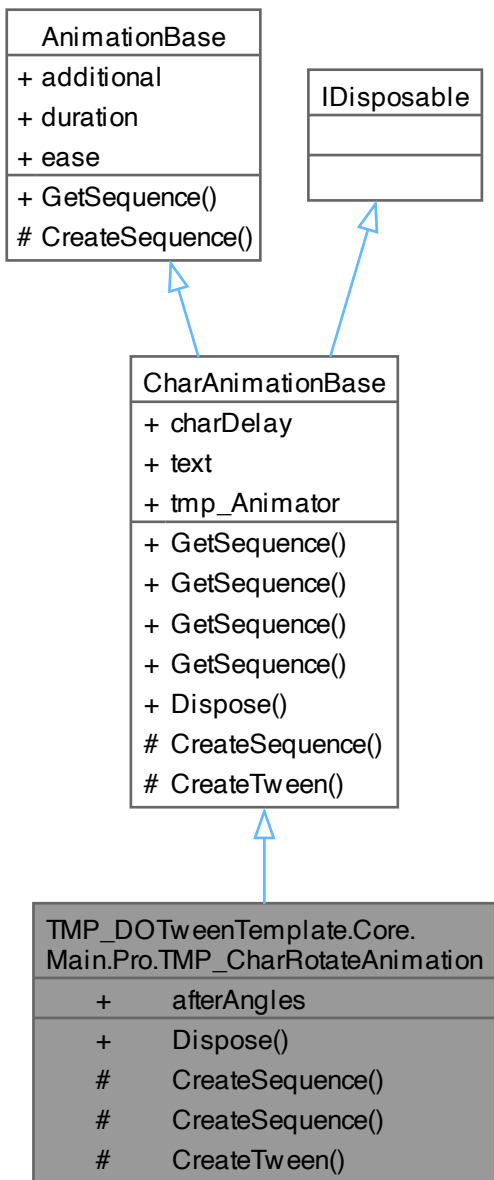 AnimationBase
+ additional
+ duration
+ ease
+ GetSequence()
# CreateSequence()
IDisposable
CharAnimationBase
+ charDelay
+ text
+ tmp_Animator
+ GetSequence()
+ GetSequence()
+ GetSequence()
+ GetSequence()
+ Dispose()
# CreateSequence()
# CreateTween()
TMP_DOTweenTemplate.Core.
Main.Pro.TMP_CharRotateAnimation
+ afterAngles
+ Dispose()
# CreateSequence()
# CreateSequence()
# CreateTween()